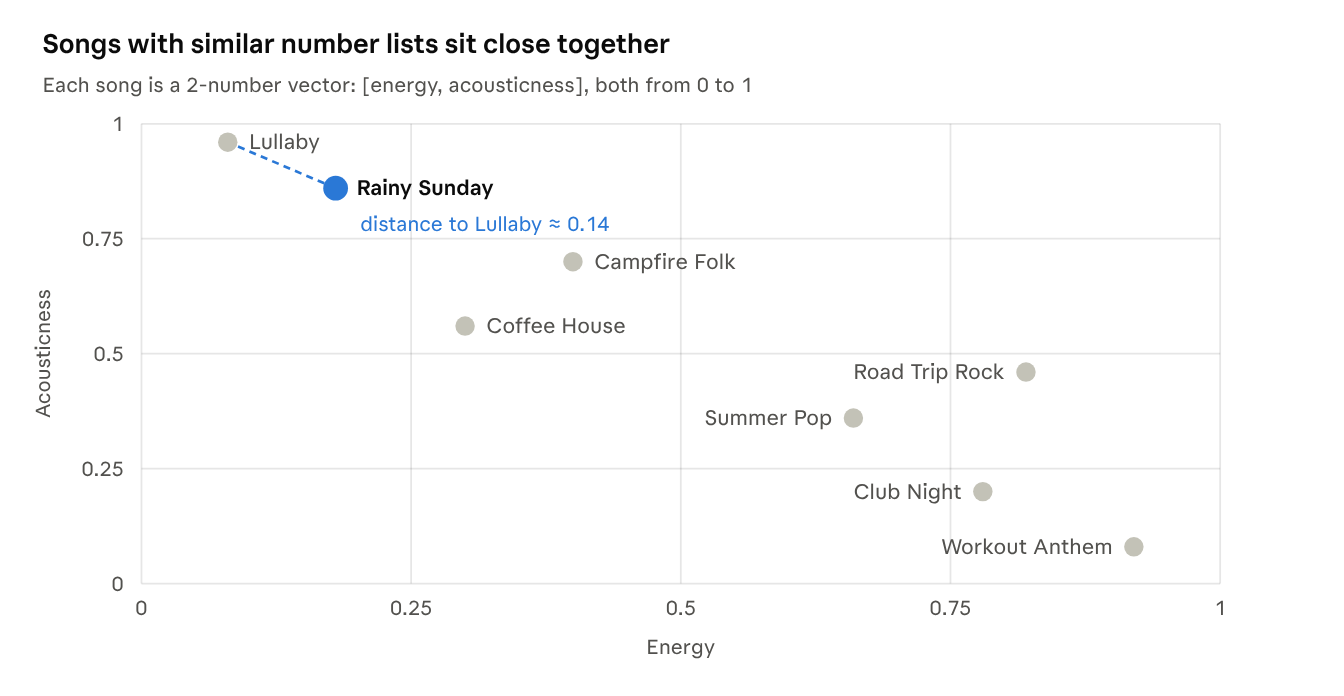 Songs with similar number lists sit close together
Each song is a 2-number vector: [energy, acousticness], both from 0 to 1
1
Lullaby
Rainy Sunday
distance to Lullaby ≈ 0.14
0.75
Campfire Folk
Coffee House
0.5
Road Trip Rock
Summer Pop
0.25
Club Night
Workout Anthem
0
Acousticness
0
0.25
0.5
0.75
1
Energy